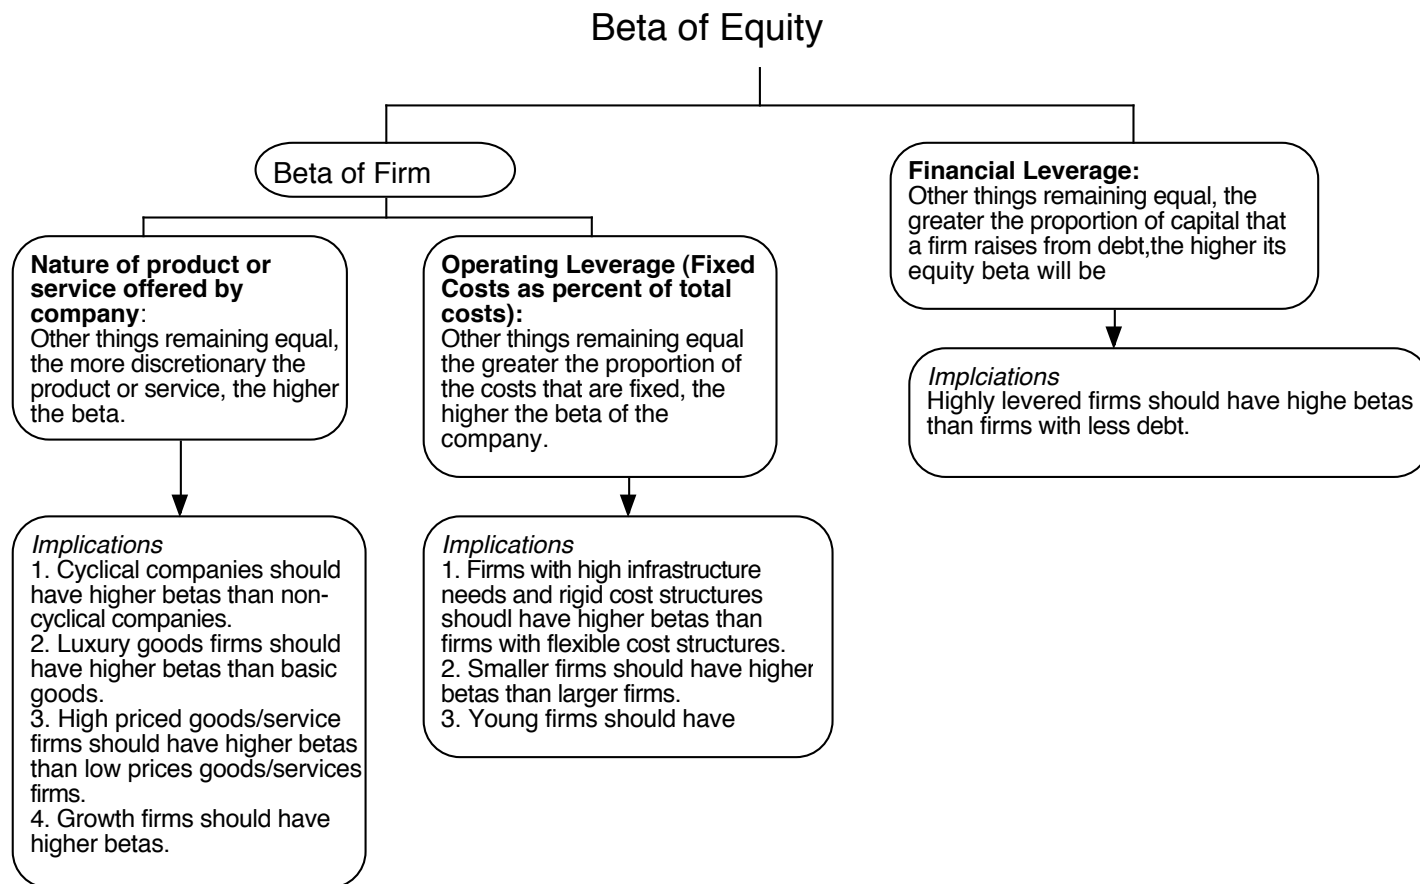 Beta of Equity
Beta of Firm
Financial Leverage:
Other things remaining equal, the
greater the proportion of capital that
a firm raises from debt,the higher its
equity beta will be
Implciations
Highly levered firms should have highe betas
than firms with less debt.
Nature of product or
service offered by
company:
Other things remaining equal,
the more discretionary the
product or service, the higher
the beta.
Operating Leverage (Fixed
Costs as percent of total
costs):
Other things remaining equal
the greater the proportion of
the costs that are fixed, the
higher the beta of the
company.
Implications
1. Cyclical companies should
have higher betas than non-
cyclical companies.
2. Luxury goods firms should
have higher betas than basic
goods.
3. High priced goods/service
firms should have higher betas
than low prices goods/services
firms.
4. Growth firms should have
higher betas.
Implications
1. Firms with high infrastructure
needs and rigid cost structures
shoudl have higher betas than
firms with flexible cost structures.
2. Smaller firms should have higher
betas than larger firms.
3. Young firms should have